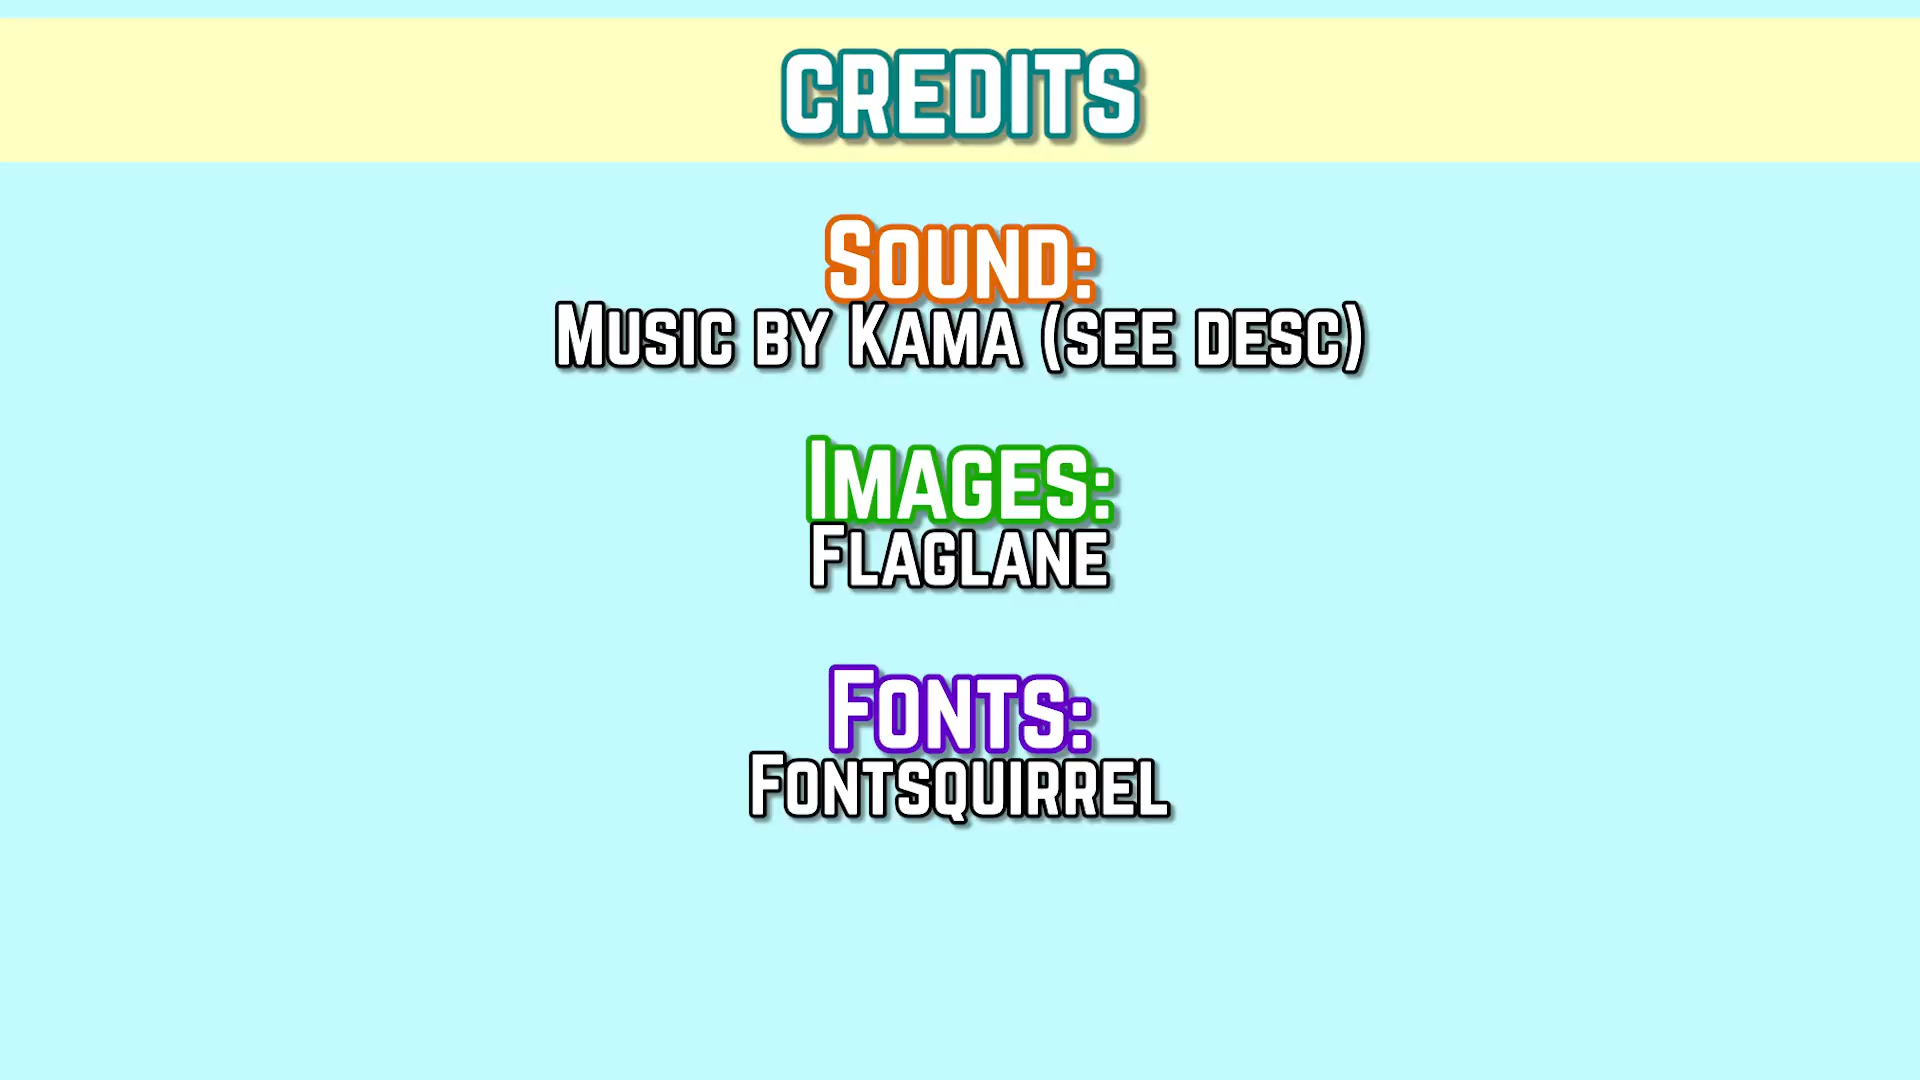 CREDITS
SOUND:
MUSIC BY KAMA (SEE DESC)
IMAGES:
FLAGLANE
FONTS:
FONTSQUIRREL